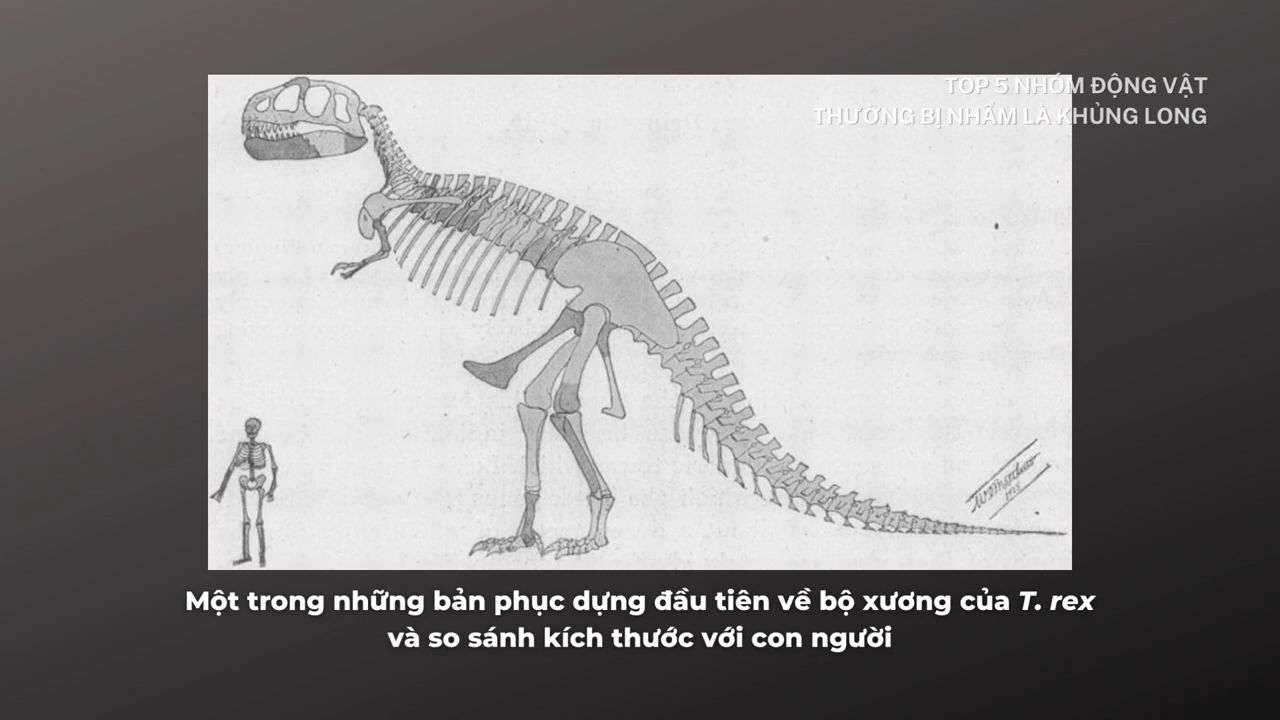 TOP 5 NHÓM ĐỘNG VẬT
THƯỜNG BỊ NHẦM LÀ KHỦNG LONG
Một trong những bản phục dựng đầu tiên về bộ xương của T. rex
và so sánh kích thước với con người